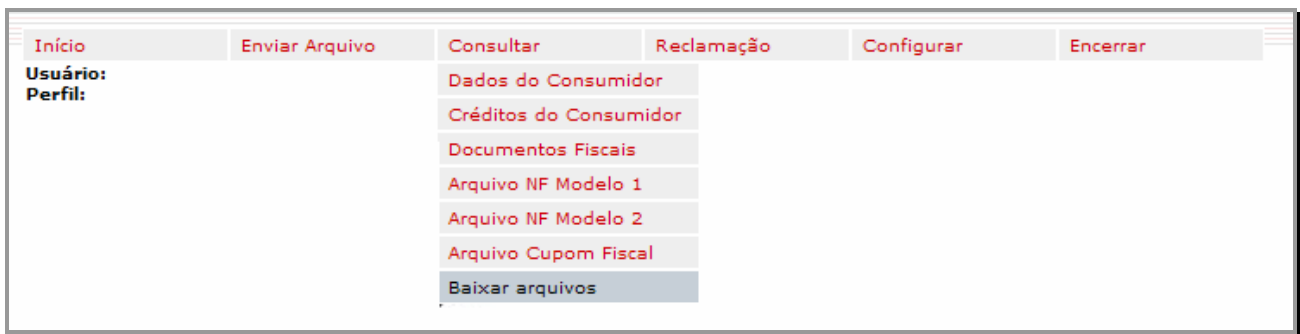 Início Enviar Arquivo Consultar Reclamação Configurar Encerrar
Usuário:
Perfil:
Dados do Consumidor
Créditos do Consumidor
Documentos Fiscais
Arquivo NF Modelo 1
Arquivo NF Modelo 2
Arquivo Cupom Fiscal
Baixar arquivos